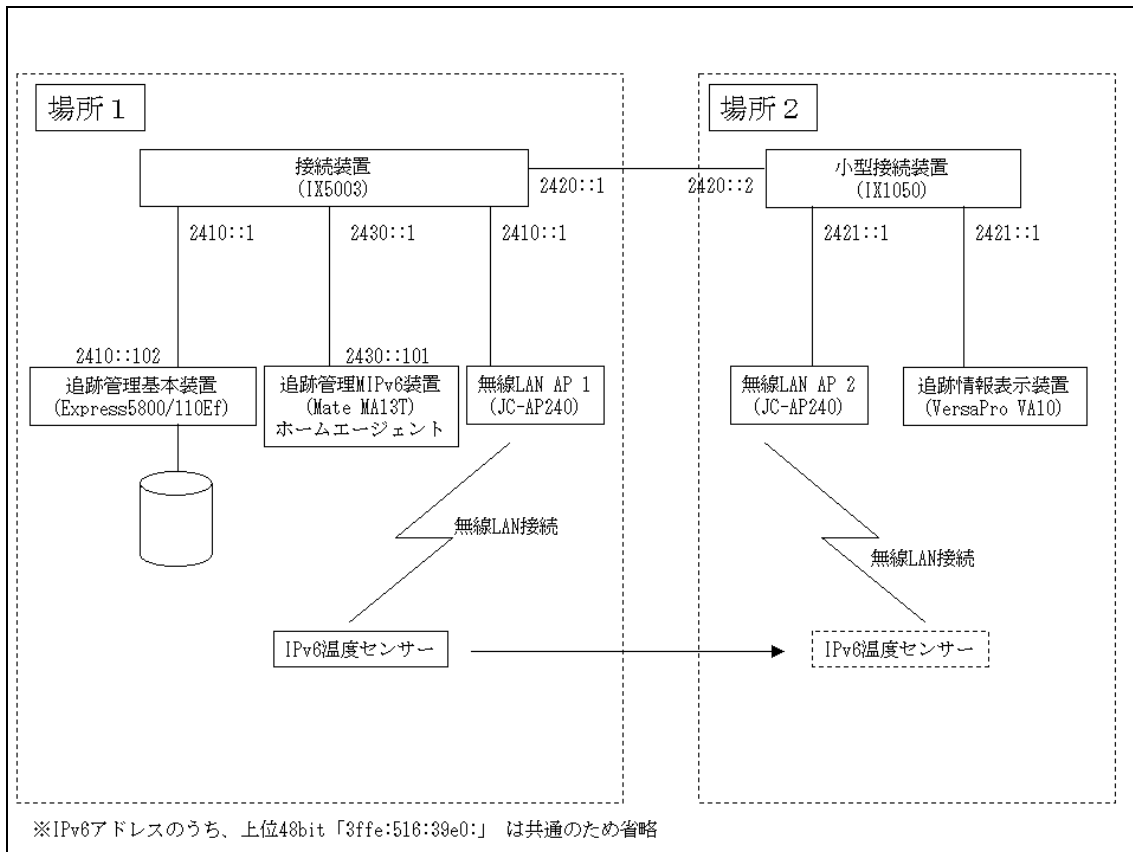 場所１
場所２
接続装置
(IX5003)
小型接続装置
(IX1050)
2420::1
2420::2
2410::1
2430::1
2410::1
2421::1
2421::1
2410::102
2430::101
追跡管理基本装置
(Express5800/110Ef)
追跡管理MIPv6装置
(Mate MA13T)
ホームエージェント
無線LAN AP 1
(JC-AP240)
無線LAN AP 2
(JC-AP240)
追跡情報表示装置
(VersaPro VA10)
無線LAN接続
無線LAN接続
IPv6温度センサー
IPv6温度センサー
※IPv6アドレスのうち、上位48bit「3ffe:516:39e0:」 は共通のため省略